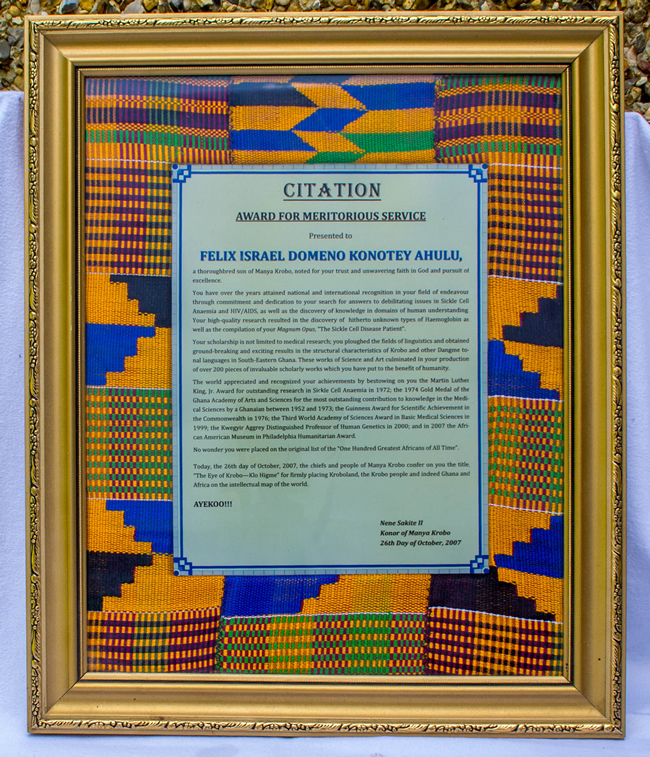 CITATION
AWARD FOR MERITORIOUS SERVICE
Presented to
FELIX ISRAEL DOMENO KONOTEY AHULU,
a thoroughbred son of Manya Krobo, noted for your trust and unwavering faith in God and pursuit of
excellence.
You have over the years attained national and international recognition in your field of endeavour
through commitment and dedication to your search for answers to debilitating issues in Sickle Cell
Anaemia and HIV/AIDS, as well as the discovery of knowledge in domains of human understanding.
Your high-quality research resulted in the discovery of hitherto unknown types of Haemoglobin as
well as the compilation of your Magnum Opus, "The Sickle Cell Disease Patient".
Your scholarship is not limited to medical research; you ploughed the fields of linguistics and obtained
ground-breaking and exciting results in the structural characteristics of Krobo and other Dangme to-
nal languages in South-Eastern Ghana. These works of Science and Art culminated in your production
of over 200 pieces of invaluable scholarly works which you have put to the benefit of humanity.
The world appreciated and recognized your achievements by bestowing on you the Martin Luther
King, Jr. Award for outstanding research in Sickle Cell Anaemia in 1972; the 1974 Gold Medal of the
Ghana Academy of Arts and Sciences for the most outstanding contribution to knowledge in the Med-
ical Sciences by a Ghanaian between 1952 and 1973; the Guinness Award for Scientific Achievement in
the Commonwealth in 1976; the Third World Academy of Sciences Award in Basic Medical Sciences in
1999; the Kwegyir Aggrey Distinguished Professor of Human Genetics in 2000; and in 2007 the Afri-
can American Museum in Philadelphia Humanitarian Award.
No wonder you were placed on the original list of the "One Hundred Greatest Africans of All Time".
Today, the 26th day of October, 2007, the chiefs and people of Manya Krobo confer on you the title,
"The Eye of Krobo—Klo Hignɛ" for firmly placing Kroboland, the Krobo people and indeed Ghana and
Africa on the intellectual map of the world.
AYEKOO!!!
Nene Sakite II
Konor of Manya Krobo
26th Day of October, 2007